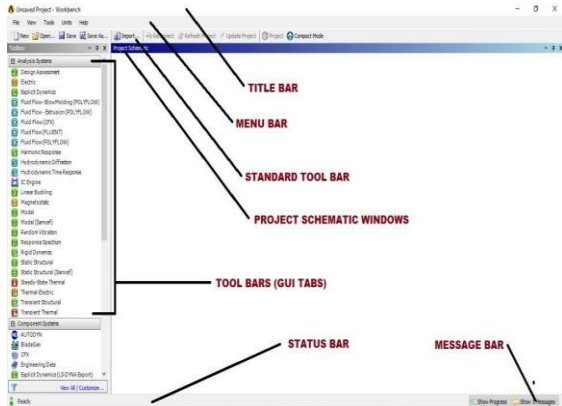 Unsaved Project - Workbench
File View Tools Units Help
New Open... Save Save As... Import... Reconnect Refresh Project Update Project Project Compact Mode
Toolbox
Project Schematic
Analysis Systems
Design Assessment
Electric
Explicit Dynamics
Fluid Flow- BlowMolding (POLYFLOW)
Fluid Flow - Extrusion (POLYFLOW)
Fluid Flow (CFX)
Fluid Flow (FLUENT)
Fluid Flow (POLYFLOW)
Harmonic Response
Hydrodynamic Diffraction
Hydrodynamic Time Response
IC Engine
Linear Buckling
Magnetostatic
Modal
Modal (Samcef)
Random Vibration
Response Spectrum
Rigid Dynamics
Static Structural
Static Structural (Samcef)
Steady-State Thermal
Thermal-Electric
Transient Structural
Transient Thermal
Component Systems
AUTODYN
BladeGen
CFX
Engineering Data
Explicit Dynamics (LS-DYNA Export)
View All / Customize...
Ready
TITLE BAR
MENU BAR
STANDARD TOOL BAR
PROJECT SCHEMATIC WINDOWS
TOOL BARS (GUI TABS)
STATUS BAR
MESSAGE BAR
Show Progress Show Messages